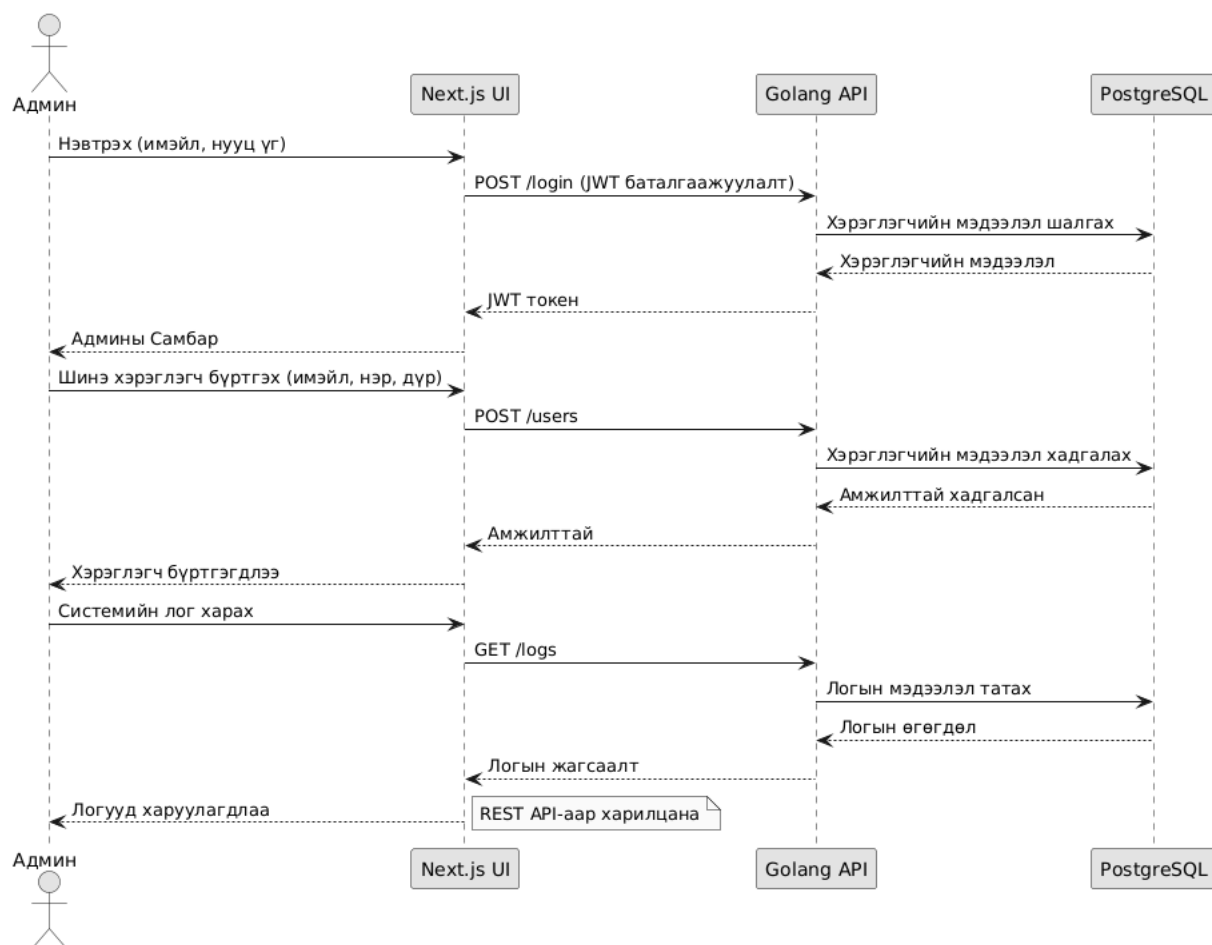 Админ
Next.js UI
Golang API
PostgreSQL
Нэвтрэх (имэйл, нууц үг)
POST /login (JWT баталгаажуулалт)
Хэрэглэгчийн мэдээлэл шалгах
Хэрэглэгчийн мэдээлэл
JWT токен
Админы Самбар
Шинэ хэрэглэгч бүртгэх (имэйл, нэр, дүр)
POST /users
Хэрэглэгчийн мэдээлэл хадгалах
Амжилттай хадгалсан
Амжилттай
Хэрэглэгч бүртгэгдлээ
Системийн лог харах
GET /logs
Логын мэдээлэл татах
Логын өгөгдөл
Логын жагсаалт
Логууд харуулагдлаа
REST API-аар харилцана
Админ
Next.js UI
Golang API
PostgreSQL